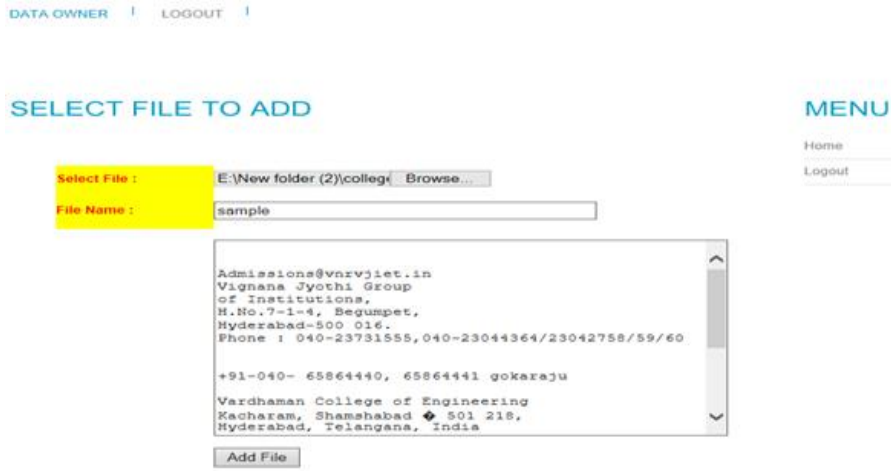 DATA OWNER | LOGOUT |
SELECT FILE TO ADD
MENU
Home
Logout
Select File : E:\New folder (2)\college Browse...
File Name : sample
Admissions@vnrvjiet.in
Vignana Jyothi Group
of Institutions,
H.No.7-1-4, Begumpet,
Hyderabad-500 016.
Phone : 040-23731555,040-23044364/23042758/59/60
+91-040- 65864440, 65864441 gokaraju
Vardhaman College of Engineering
Kacharam, Shamshabad � 501 218,
Hyderabad, Telangana, India
Add File